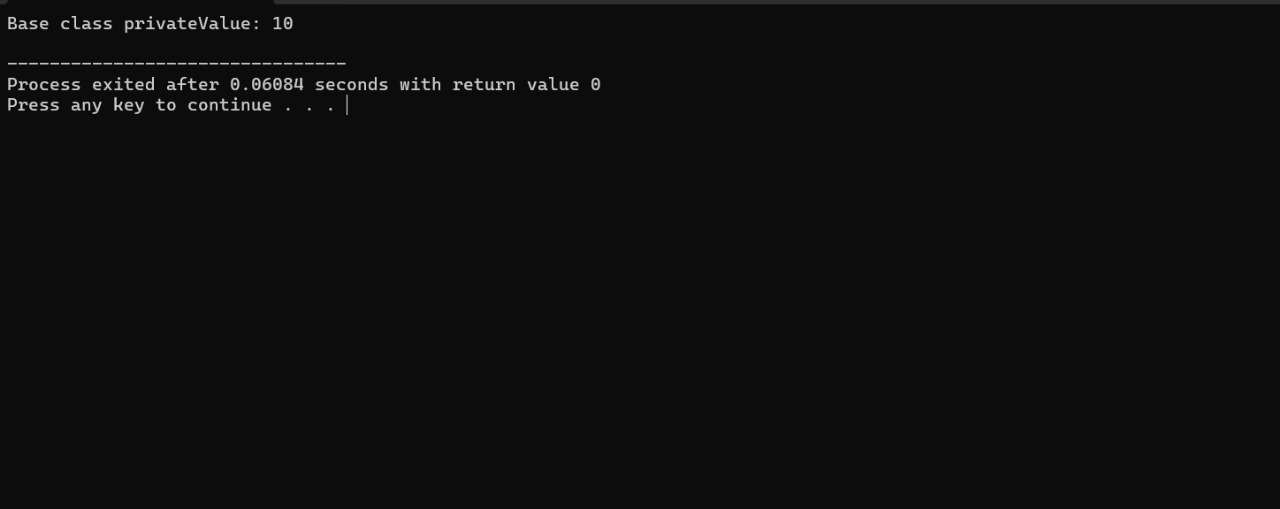 Base class privateValue: 10
--------------------------------
Process exited after 0.06084 seconds with return value 0
Press any key to continue . . .